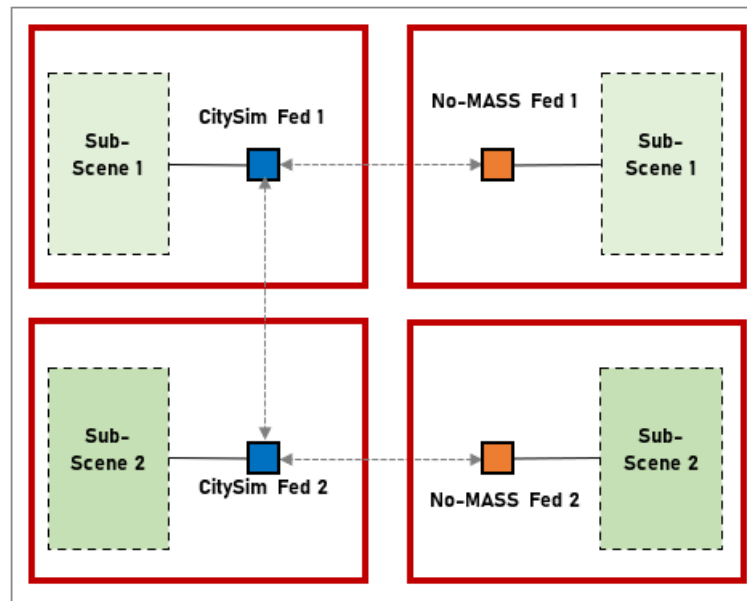 Sub-
Scene 1
CitySim Fed 1
No-MASS Fed 1
Sub-
Scene 1
Sub-
Scene 2
CitySim Fed 2
No-MASS Fed 2
Sub-
Scene 2